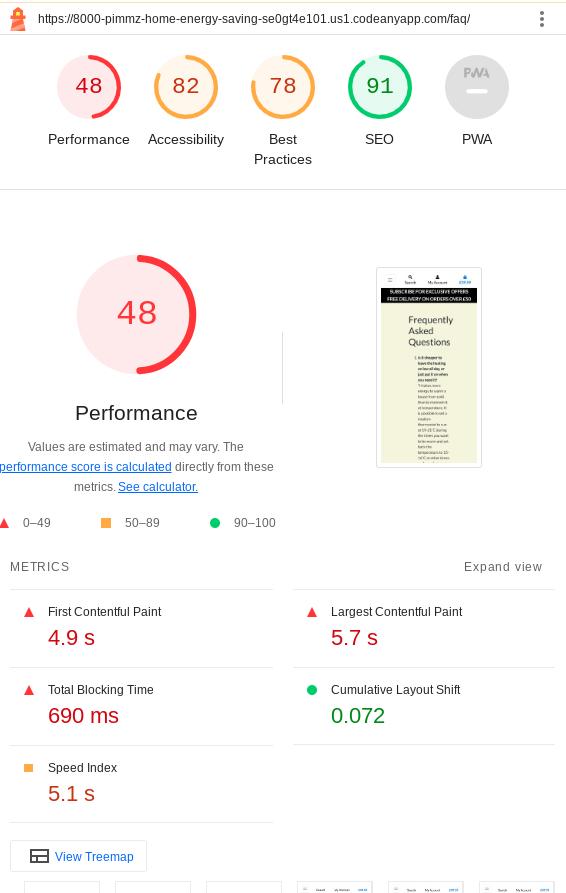 https://8000-pimmz-home-energy-saving-se0gt4e101.us1.codeanyapp.com/faq/
48
82
78
91
PWA
Performance
Accessibility
Best
Practices
SEO
PWA
48
Performance
Values are estimated and may vary. The
performance score is calculated directly from these
metrics. See calculator.
0–49
50–89
90–100
SUBSCRIBE FOR EXCLUSIVE OFFERS
FREE DELIVERY ON ORDERS OVER £50
Frequently
Asked
Questions
METRICS
Expand view
First Contentful Paint
4.9 s
Largest Contentful Paint
5.7 s
Total Blocking Time
690 ms
Cumulative Layout Shift
0.072
Speed Index
5.1 s
View Treemap